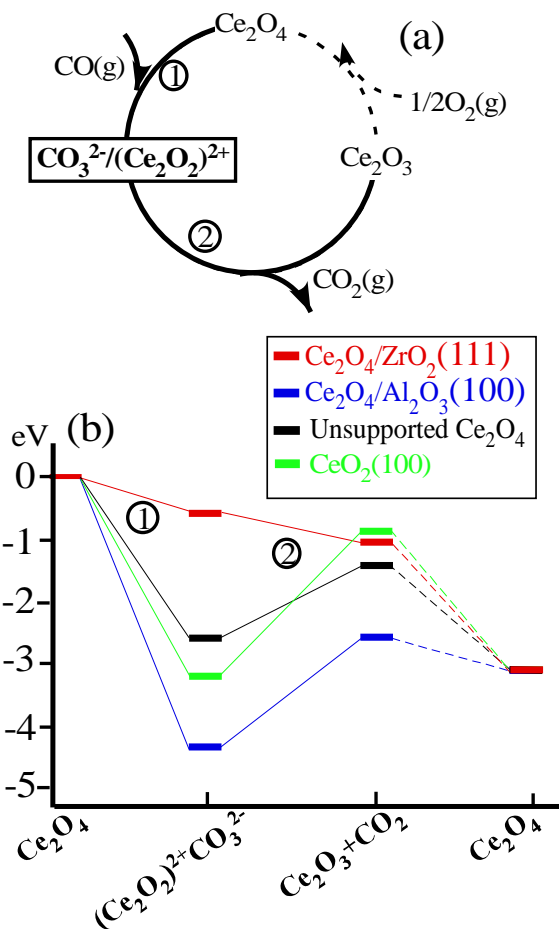 Ce₂O₄
(a)
CO(g)
1
1/2O₂(g)
CO₃²⁻/(Ce₂O₂)²⁺
Ce₂O₃
2
CO₂(g)
Ce₂O₄/ZrO₂(111)
Ce₂O₄/Al₂O₃(100)
Unsupported Ce₂O₄
CeO₂(100)
eV
(b)
0
1
-1
2
-2
-3
-4
-5
Ce₂O₄
(Ce₂O₂)²⁺CO₃²⁻
Ce₂O₃+CO₂
Ce₂O₄